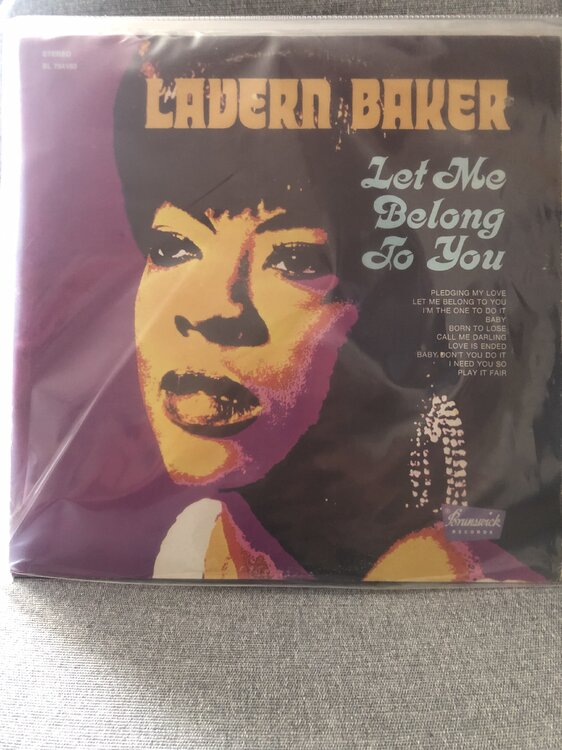 STEREO
BL 754160
LAVERN BAKER
Let Me
Belong
To You
PLEDGING MY LOVE
LET ME BELONG TO YOU
I'M THE ONE TO DO IT
BABY
BORN TO LOSE
CALL ME DARLING
LOVE IS ENDED
BABY DON'T YOU DO IT
I NEED YOU SO
PLAY IT FAIR
Brunswick
RECORDS